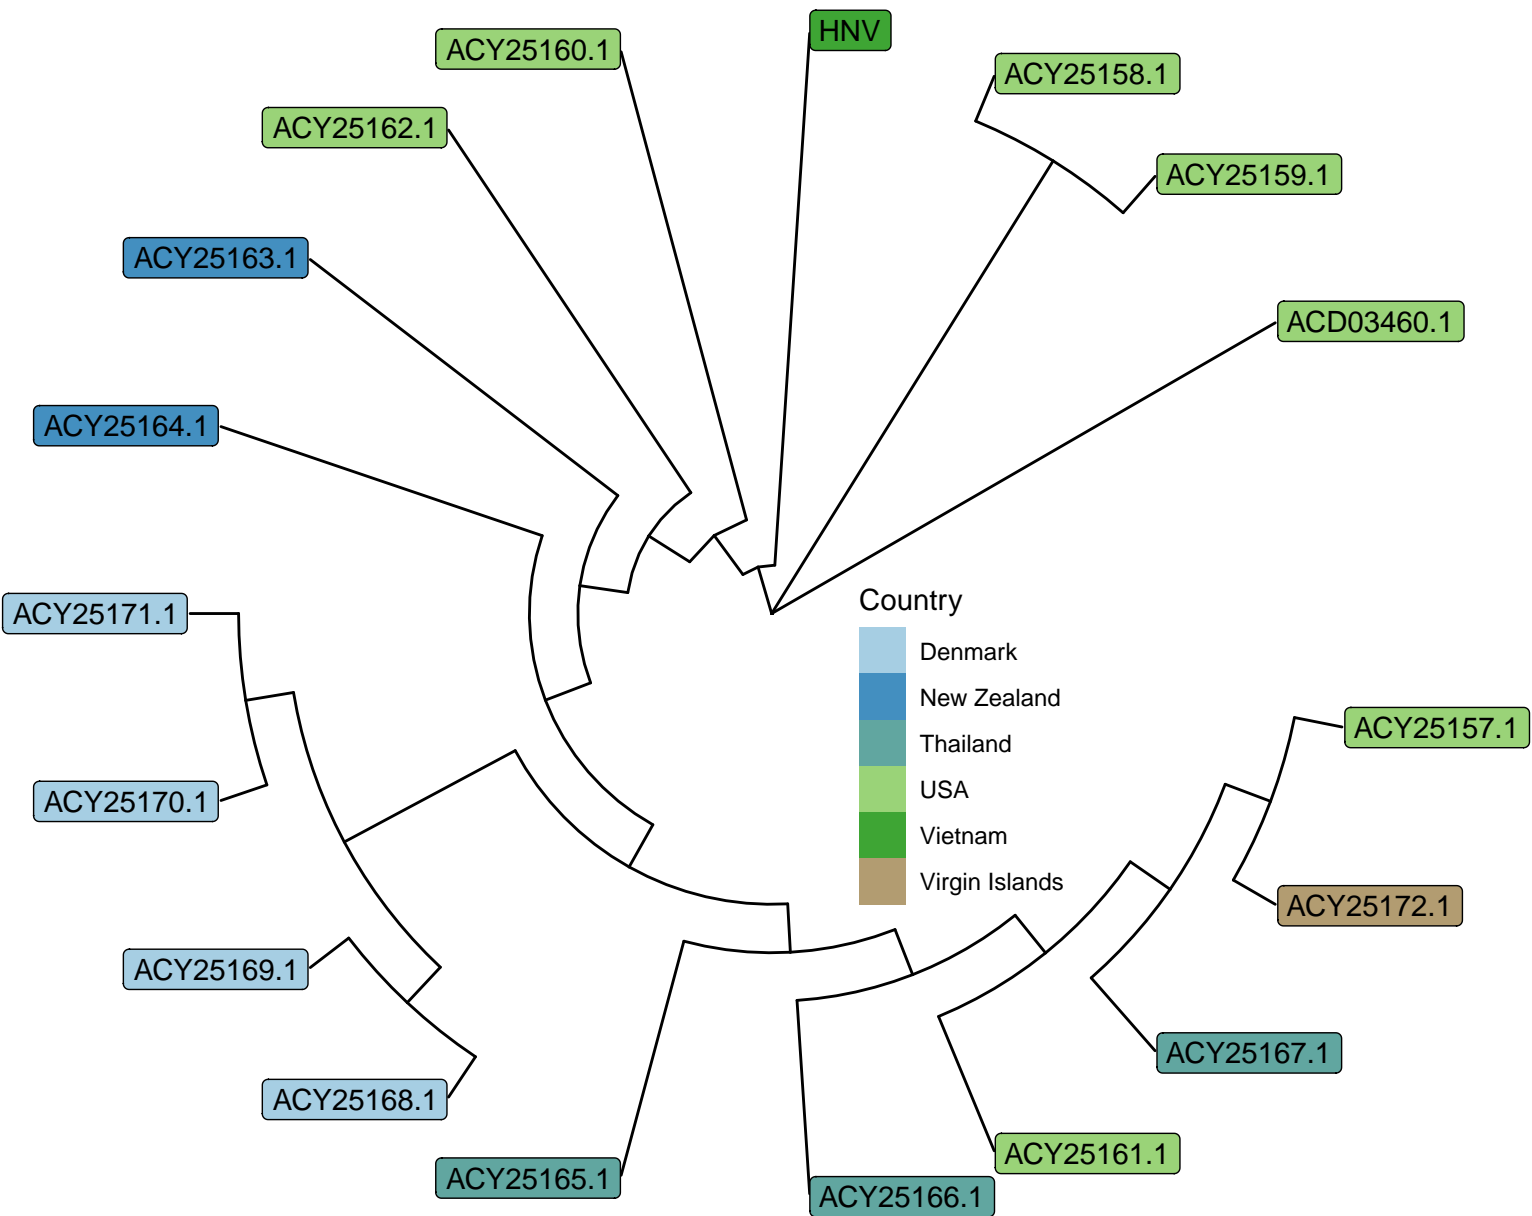 HNV
ACY25160.1
ACY25158.1
ACY25162.1
ACY25159.1
ACY25163.1
ACD03460.1
ACY25164.1
Country
ACY25171.1
Denmark
New Zealand
ACY25157.1
Thailand
USA
ACY25170.1
Vietnam
Virgin Islands
ACY25172.1
ACY25169.1
ACY25167.1
ACY25168.1
ACY25161.1
ACY25165.1
ACY25166.1